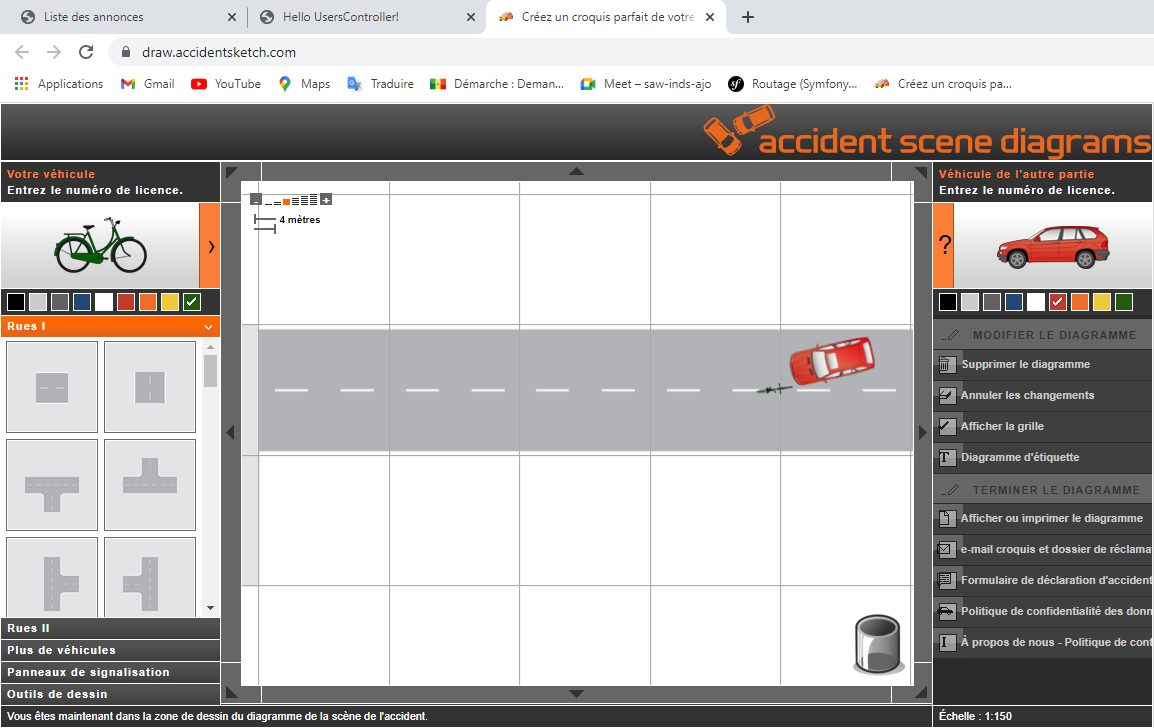 Liste des annonces
Hello UsersController!
Créez un croquis parfait de votre
draw.accidentsketch.com
Applications
Gmail
YouTube
Maps
Traduire
Démarche : Deman...
Meet – saw-inds-ajo
Routage (Symfony...
Créez un croquis pa...
accident scene diagrams
Votre véhicule
Entrez le numéro de licence.
Rues I
Rues II
Plus de véhicules
Panneaux de signalisation
Outils de dessin
4 mètres
Véhicule de l'autre partie
Entrez le numéro de licence.
?
MODIFIER LE DIAGRAMME
Supprimer le diagramme
Annuler les changements
Afficher la grille
T Diagramme d'étiquette
TERMINER LE DIAGRAMME
Afficher ou imprimer le diagramme
e-mail croquis et dossier de réclama
Formulaire de déclaration d'accident
Politique de confidentialité des donn
I À propos de nous - Politique de conf
Vous êtes maintenant dans la zone de dessin du diagramme de la scène de l'accident.
Échelle : 1:150